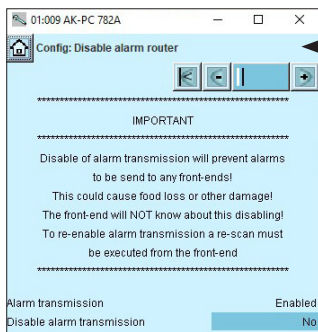 01:009 AK-PC 782A
Config: Disable alarm router
************************************************************
IMPORTANT
************************************************************
Disable of alarm transmission will prevent alarms
to be send to any front-ends!
This could cause food loss or other damage!
The front-end will NOT know about this disabling!
To re-enable alarm transmission a re-scan must
be executed from the front-end
************************************************************
Alarm transmission Enabled
Disable alarm transmission No